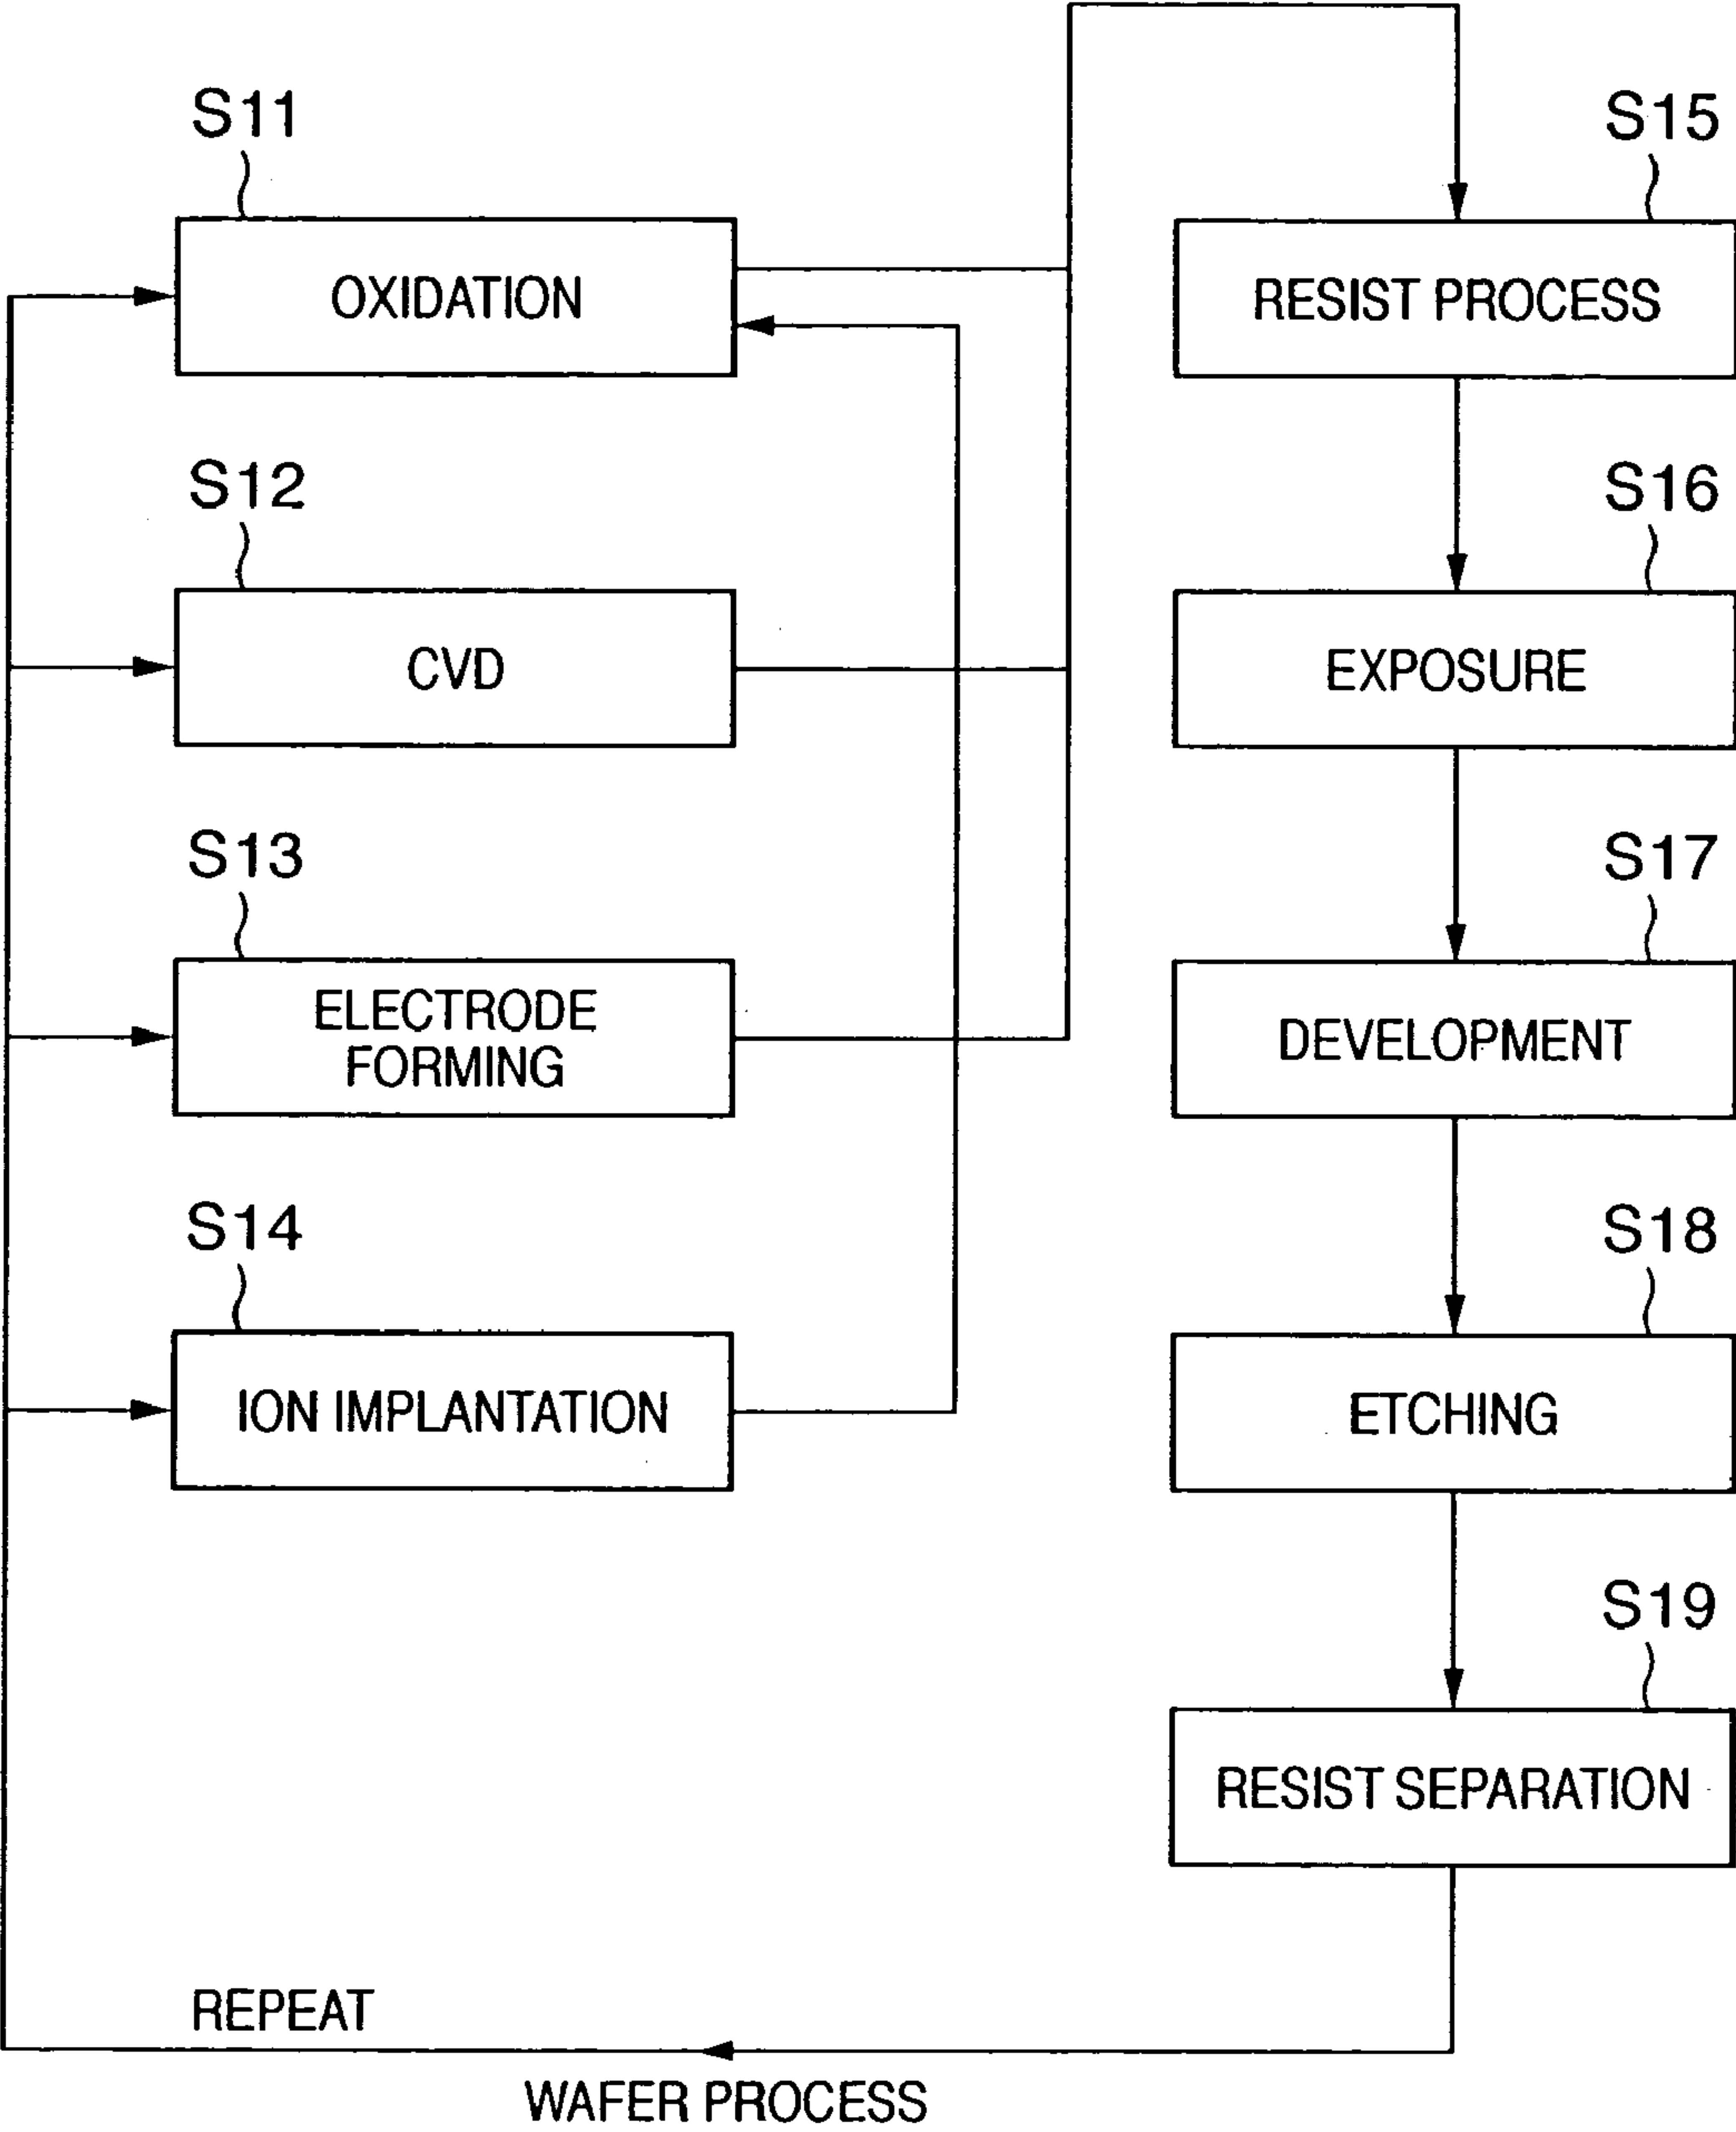 S11
OXIDATION
S12
CVD
S13
ELECTRODE
FORMING
S14
ION IMPLANTATION
S15
RESIST PROCESS
S16
EXPOSURE
S17
DEVELOPMENT
S18
ETCHING
S19
RESIST SEPARATION
REPEAT
WAFER PROCESS